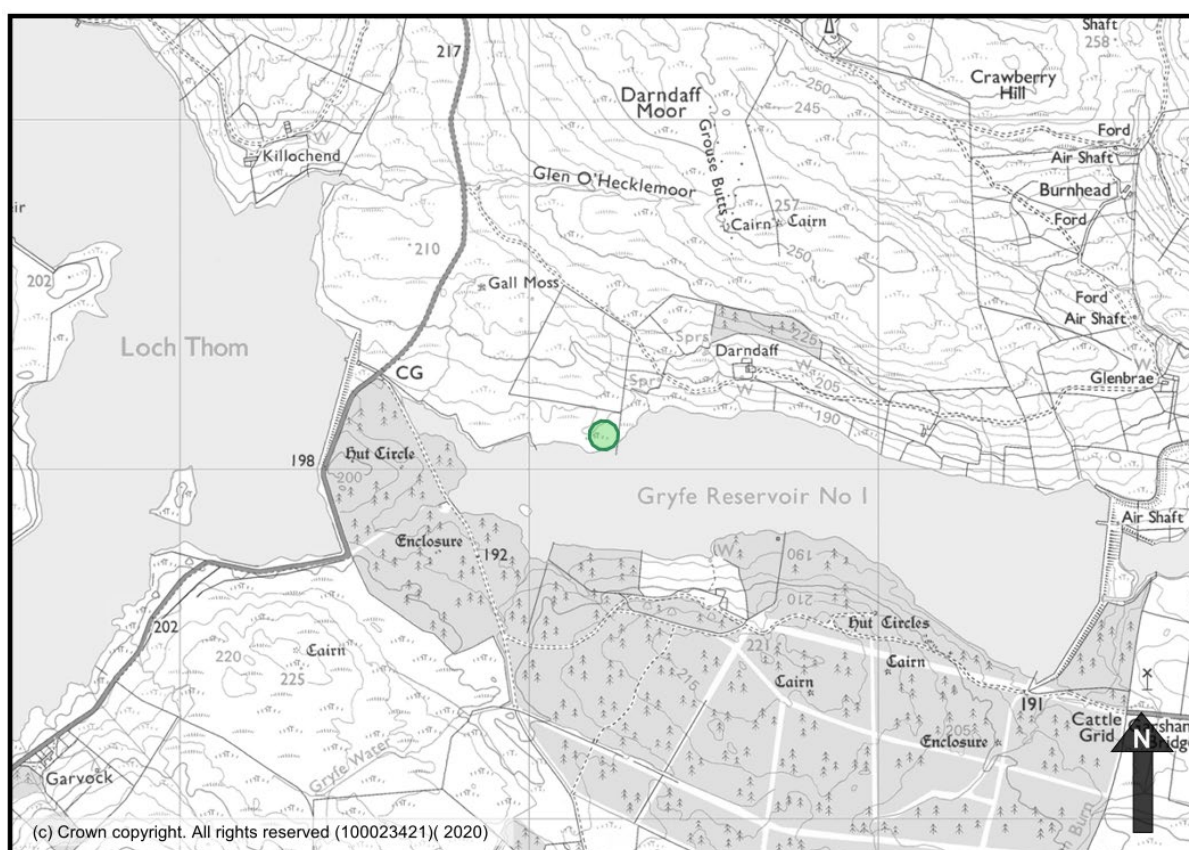 Shaft
258
217
Crawberry
Hill
250
245
Darndaff
Moor
Grouse Butts
Ford
Air Shaft
Killochend
W
Glen O'Hecklemoor
Burnhead
257
Cairn
Cairn
Ford
210
250
202
Gall Moss
Ford
Air Shaft
Loch Thom
Sprs
225
Darndaff
W
W
CG
Sprs
W
205
Glenbrae
190
Hut Circle
198
200
Gryfe Reservoir No 1
Air Shaft
Enclosure
192
W
190
210
202
Hut Circles
Cairn
220
225
221
Cairn
Cairn
215
191
Cattle
Grid
205
Enclosure
N
Gryfe Water
Garvock
Burn
(c) Crown copyright. All rights reserved (100023421)( 2020)